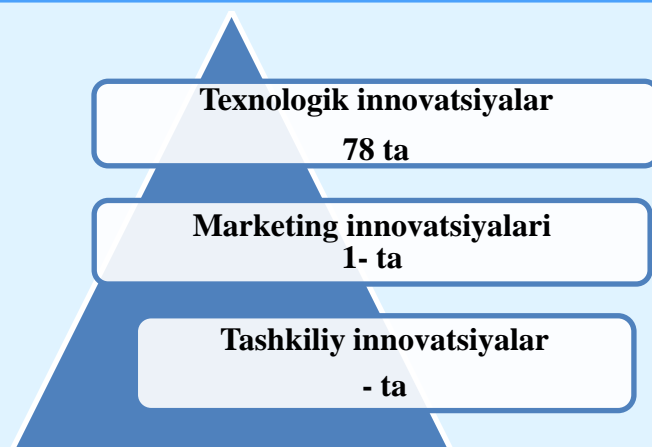 Texnologik innovatsiyalar
78 ta
Marketing innovatsiyalari
1- ta
Tashkiliy innovatsiyalar
- ta